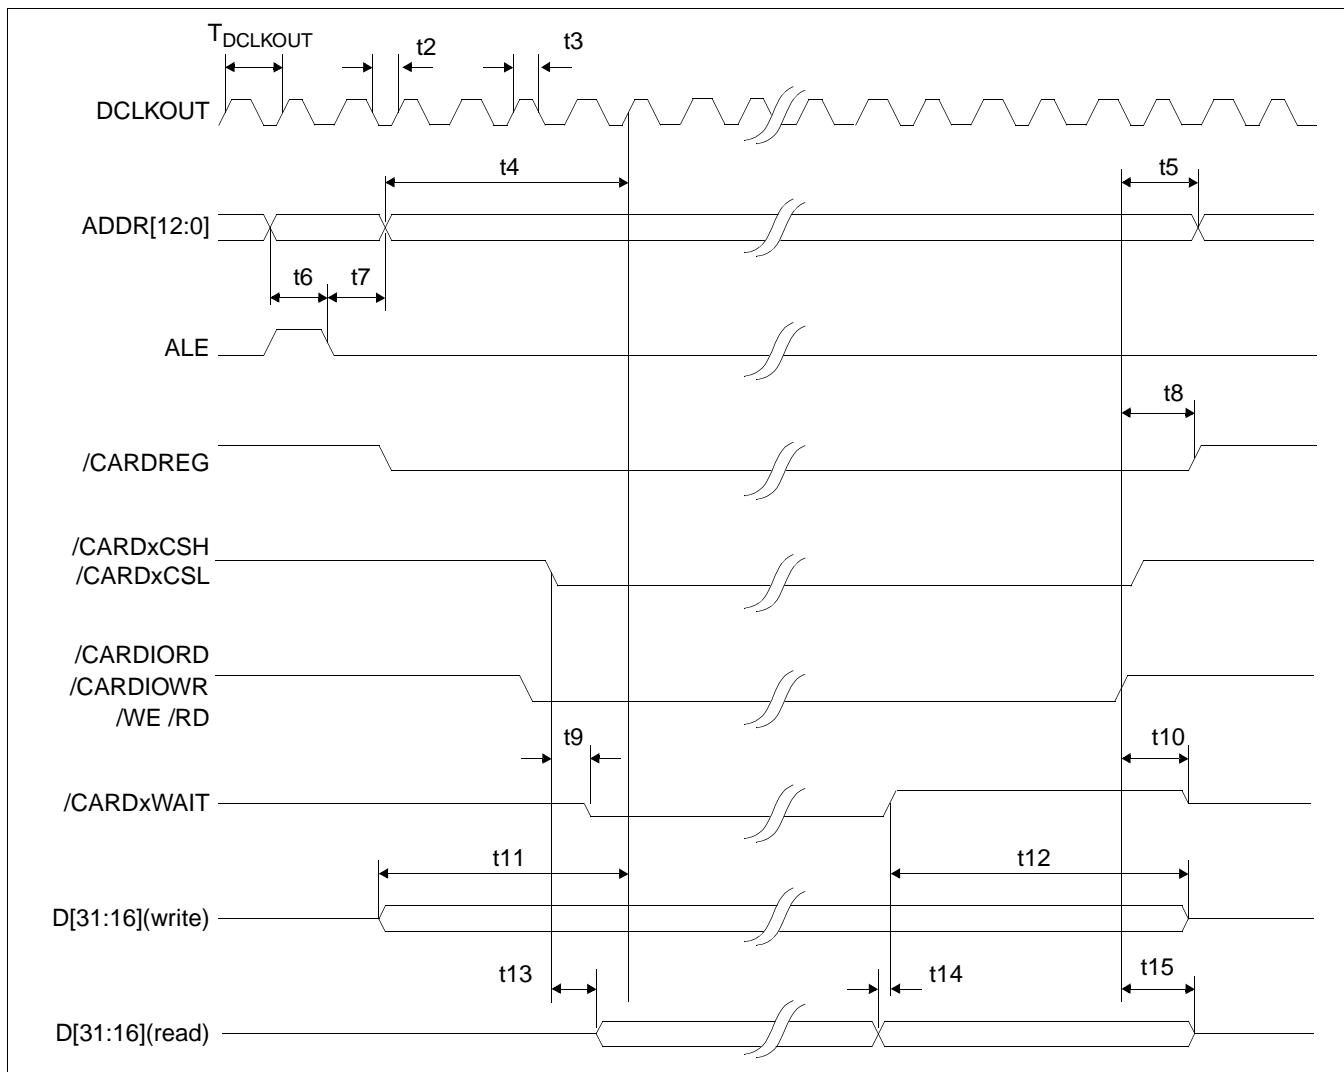 TDCLKOUT
t2
t3
DCLKOUT
t4
t5
ADDR[12:0]
t6
t7
ALE
t8
/CARDREG
/CARDxCSH
/CARDxCSL
/CARDIORD
/CARDIOWR
/WE /RD
t9
t10
/CARDxWAIT
t11
t12
D[31:16](write)
t13
t14
t15
D[31:16](read)